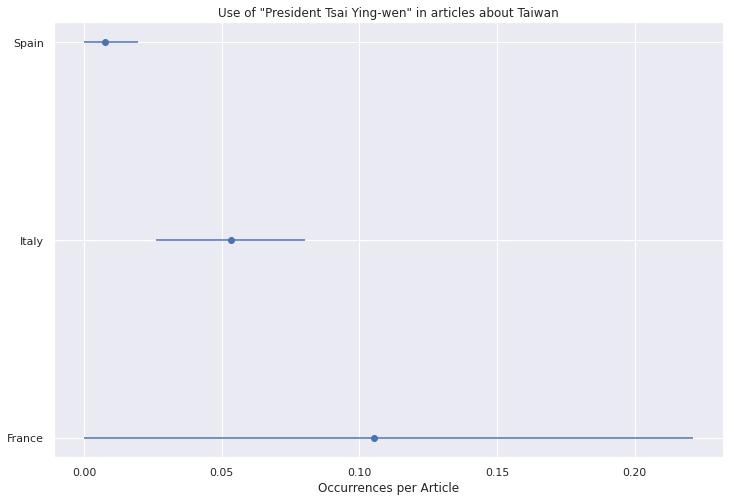 Use of "President Tsai Ying-wen" in articles about Taiwan
Spain
Italy
France
0.00 0.05 0.10 0.15 0.20
Occurrences per Article